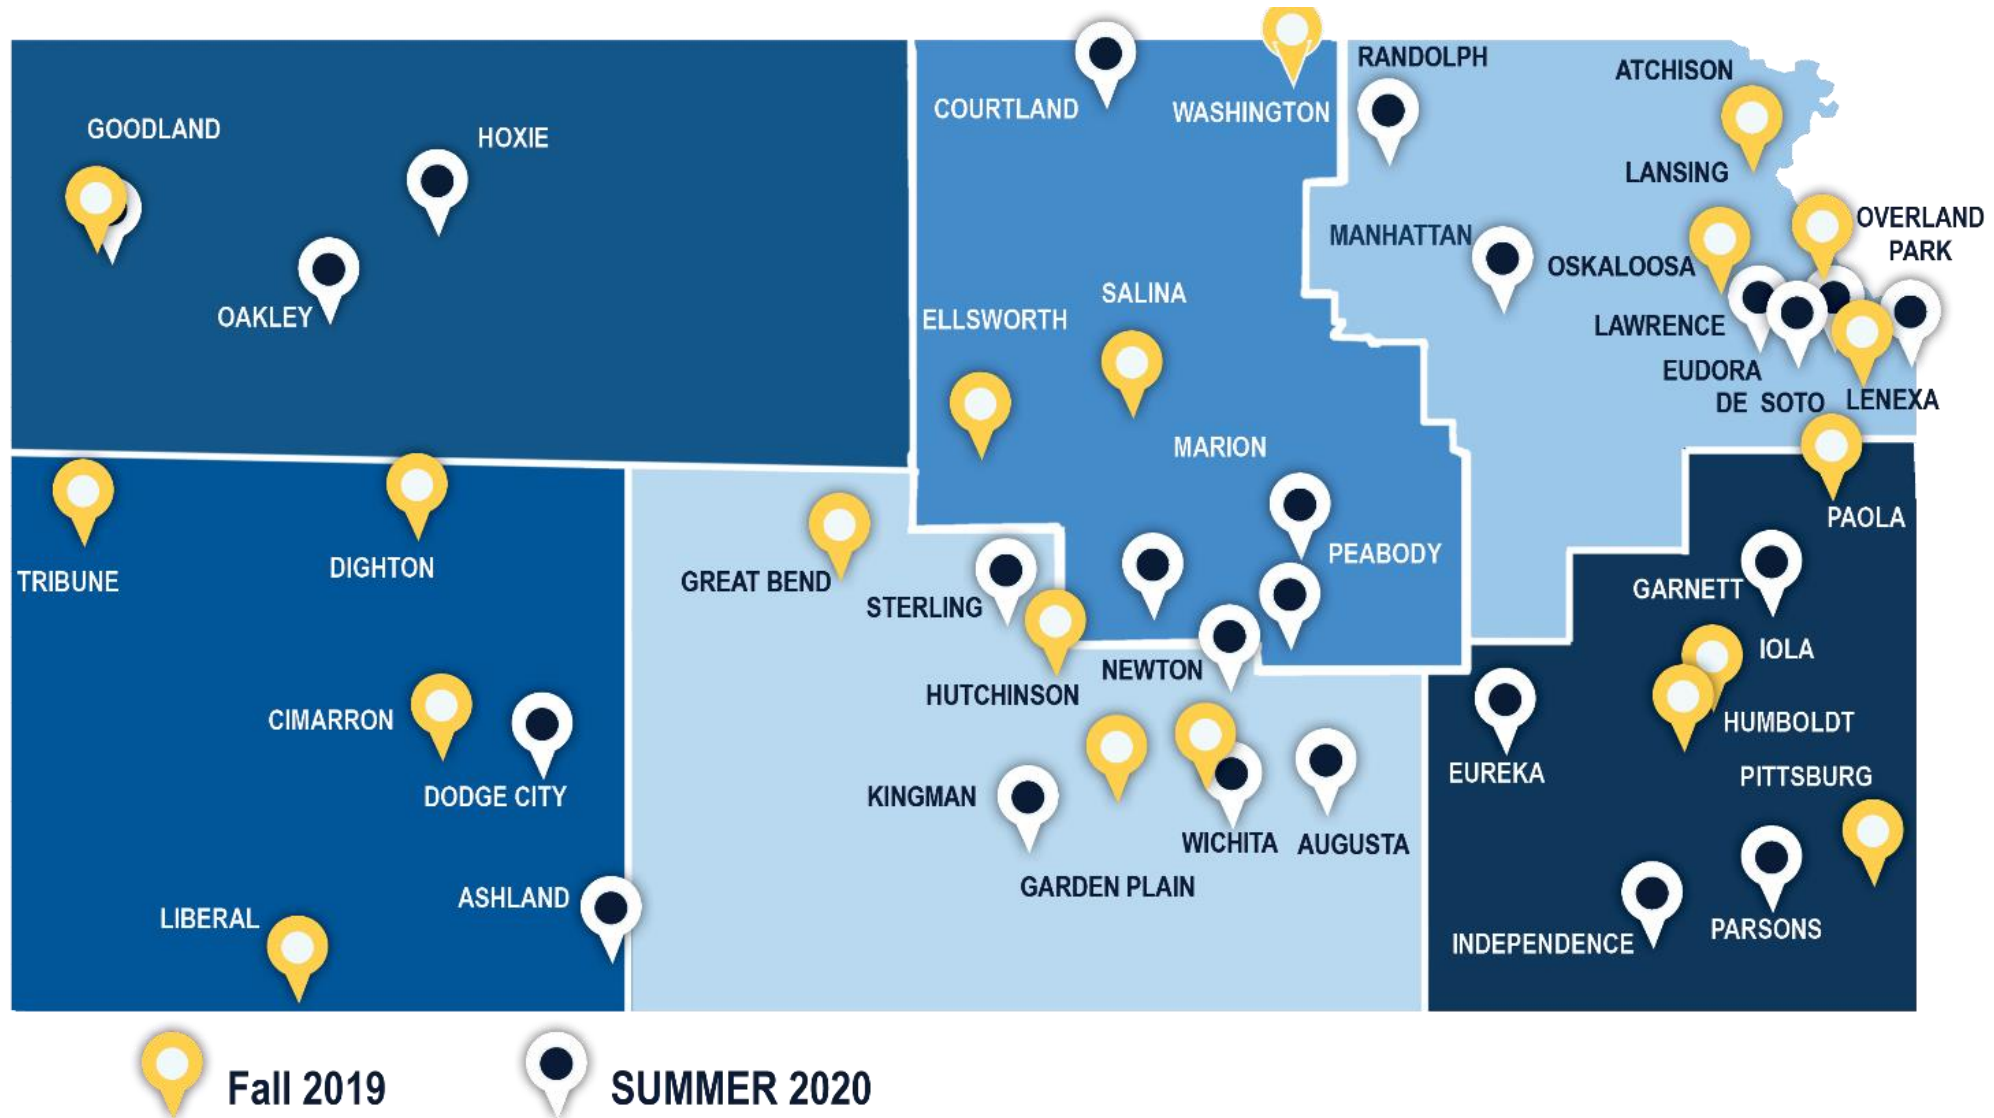 RANDOLPH
ATCHISON
COURTLAND
WASHINGTON
GOODLAND
HOXIE
LANSING
OVERLAND
PARK
MANHATTAN
OSKALOOSA
SALINA
OAKLEY
ELLSWORTH
LAWRENCE
EUDORA
DE SOTO
LENEXA
MARION
PAOLA
PEABODY
TRIBUNE
DIGHTON
GREAT BEND
STERLING
GARNETT
IOLA
NEWTON
HUTCHINSON
CIMARRON
HUMBOLDT
EUREKA
PITTSBURG
DODGE CITY
KINGMAN
WICHITA
AUGUSTA
GARDEN PLAIN
ASHLAND
LIBERAL
PARSONS
INDEPENDENCE
Fall 2019
SUMMER 2020